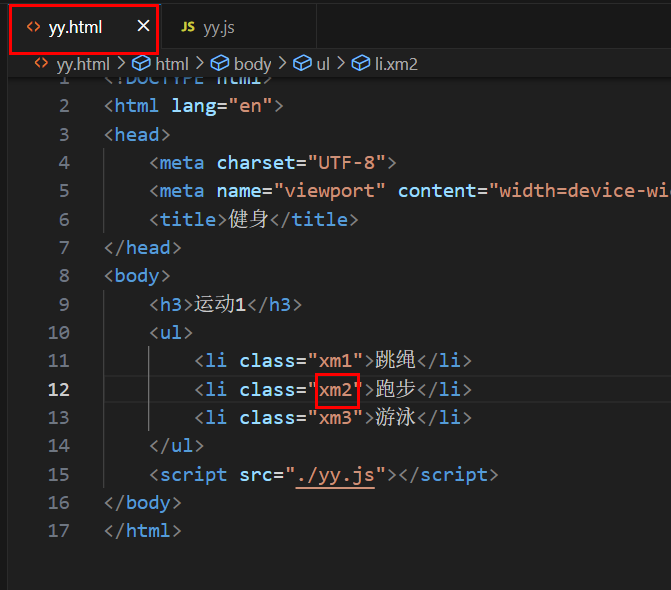 yy.html × JS yy.js
yy.html > html > body > ul > li.xm2
1 <!DOCTYPE html>
2 <html lang="en">
3 <head>
4 <meta charset="UTF-8">
5 <meta name="viewport" content="width=device-wi
6 <title>健身</title>
7 </head>
8 <body>
9 <h3>运动1</h3>
10 <ul>
11 <li class="xm1">跳绳</li>
12 <li class="xm2">跑步</li>
13 <li class="xm3">游泳</li>
14 </ul>
15 <script src="./yy.js"></script>
16 </body>
17 </html>